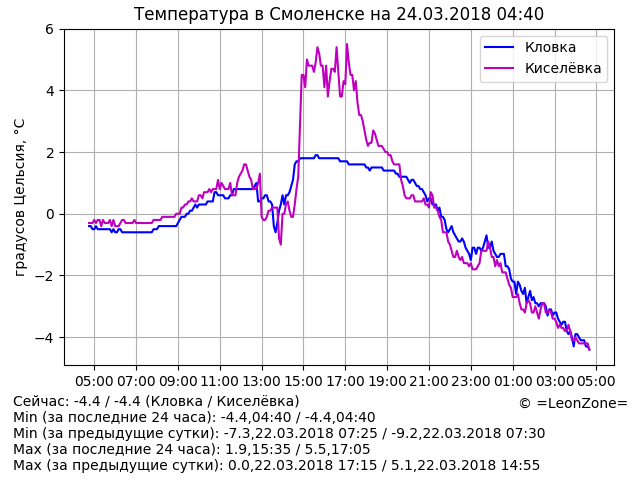 Температура в Смоленске на 24.03.2018 04:40
градусов Цельсия, °C
6
4
2
0
−2
−4
Кловка
Киселёвка
05:00 07:00 09:00 11:00 13:00 15:00 17:00 19:00 21:00 23:00 01:00 03:00 05:00
Сейчас: -4.4 / -4.4 (Кловка / Киселёвка)
© =LeonZone=
Min (за последние 24 часа): -4.4,04:40 / -4.4,04:40
Min (за предыдущие сутки): -7.3,22.03.2018 07:25 / -9.2,22.03.2018 07:30
Max (за последние 24 часа): 1.9,15:35 / 5.5,17:05
Max (за предыдущие сутки): 0.0,22.03.2018 17:15 / 5.1,22.03.2018 14:55